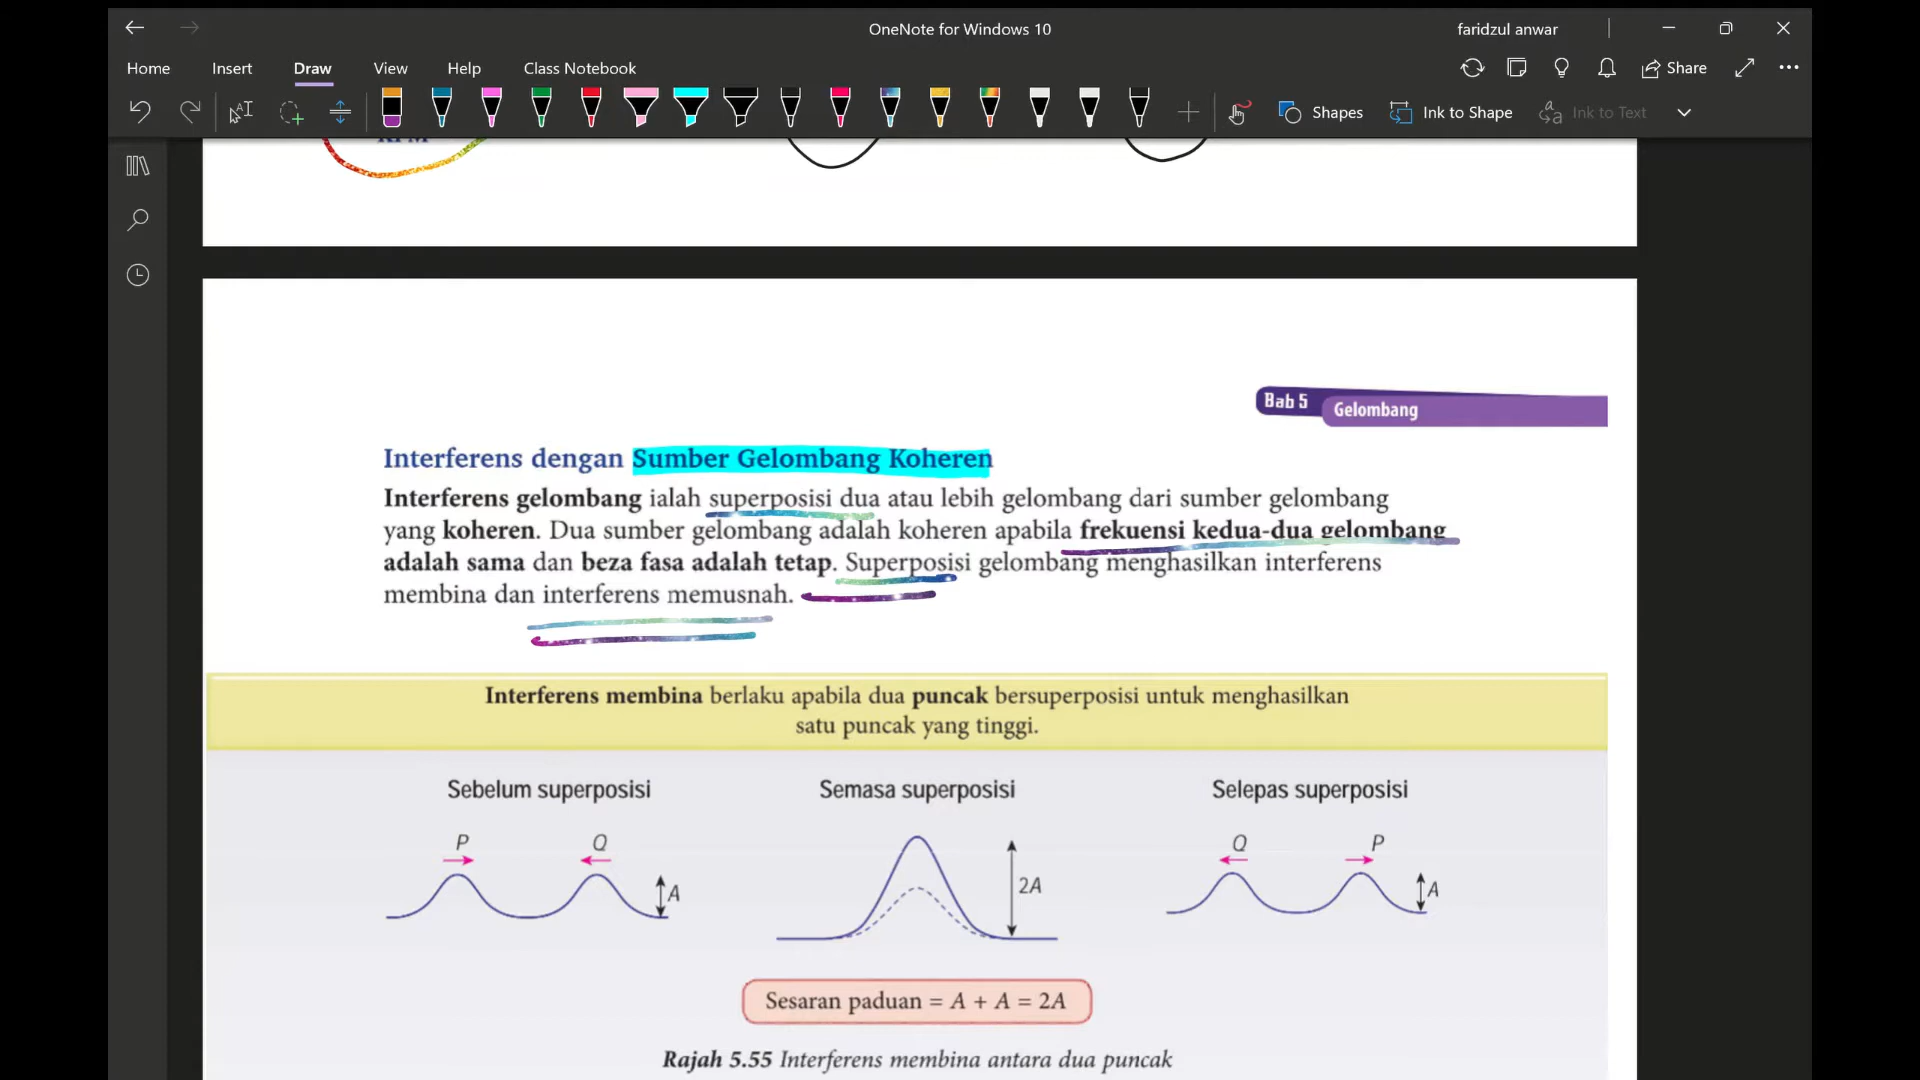 OneNote for Windows 10
faridzul anwar
Home Insert Draw View Help Class Notebook
Share
Shapes Ink to Shape Ink to Text
Bab 5 Gelombang
Interferens dengan Sumber Gelombang Koheren
Interferens gelombang ialah superposisi dua atau lebih gelombang dari sumber gelombang
yang koheren. Dua sumber gelombang adalah koheren apabila frekuensi kedua-dua gelombang
adalah sama dan beza fasa adalah tetap. Superposisi gelombang menghasilkan interferens
membina dan interferens memusnah.
Interferens membina berlaku apabila dua puncak bersuperposisi untuk menghasilkan
satu puncak yang tinggi.
Sebelum superposisi Semasa superposisi Selepas superposisi
P Q Q P
A 2A A
Sesaran paduan = A + A = 2A
Rajah 5.55 Interferens membina antara dua puncak